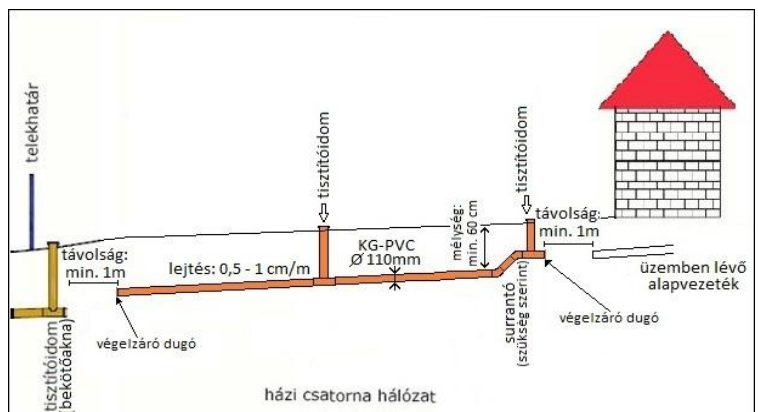 telekhatár
távolság:
min. 1m
tisztítóidom
(bekötőakna)
végelzáró dugó
lejtés: 0,5 - 1 cm/m
tisztítóidom
KG-PVC
Ø 110mm
mélység:
min. 60 cm
tisztítóidom
távolság:
min. 1m
surrantó
(szükség szerint)
végelzáró dugó
üzemben lévő
alapvezeték
házi csatorna hálózat